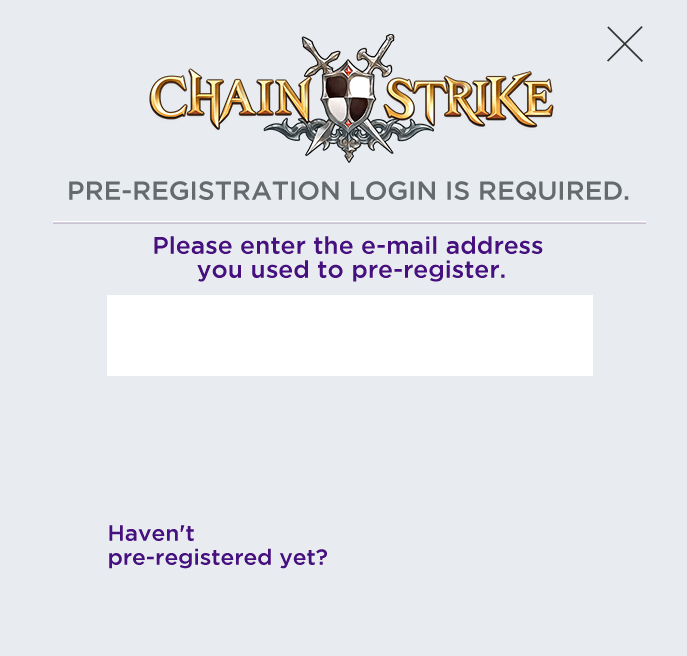 CHAIN STRIKE
PRE-REGISTRATION LOGIN IS REQUIRED.
Please enter the e-mail address
you used to pre-register.
Haven't
pre-registered yet?